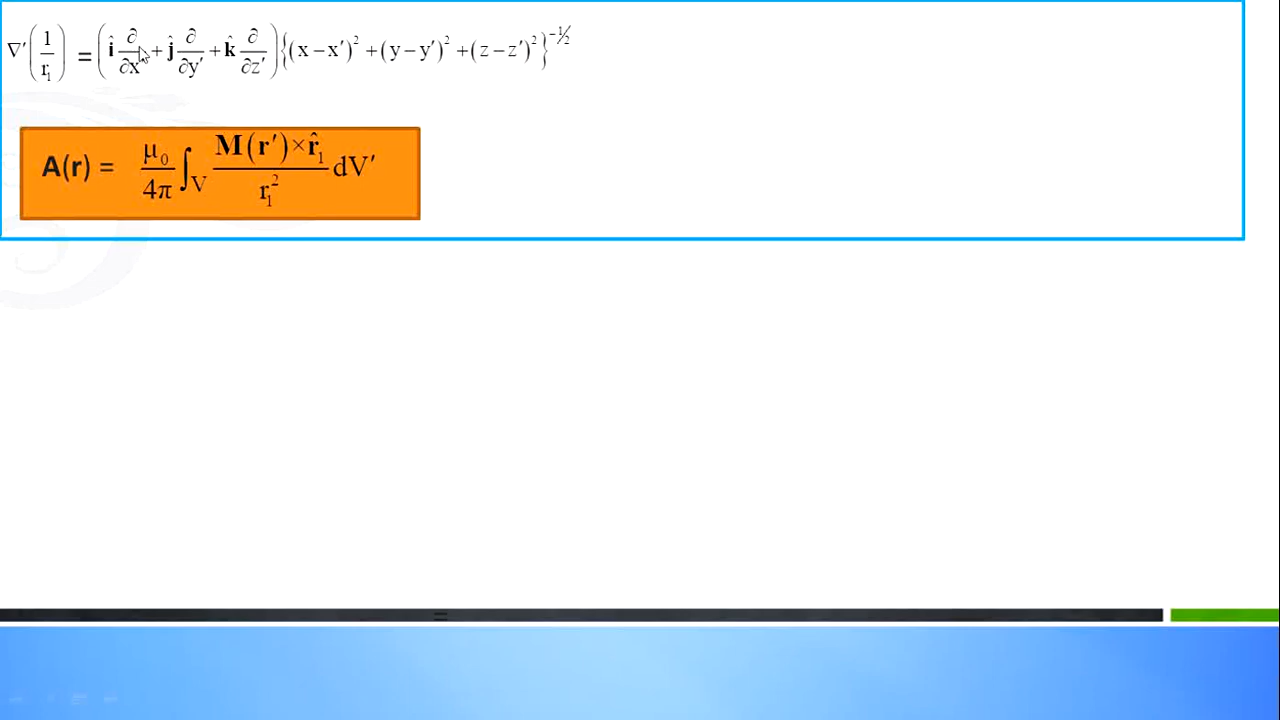 ∇′(1/r₁) = (î ∂/∂x′ + ĵ ∂/∂y′ + k̂ ∂/∂z′){(x−x′)² + (y−y′)² + (z−z′)²}^−1/2
A(r) = μ₀/4π ∫_V M(r′)×r̂₁/r₁² dV′
=